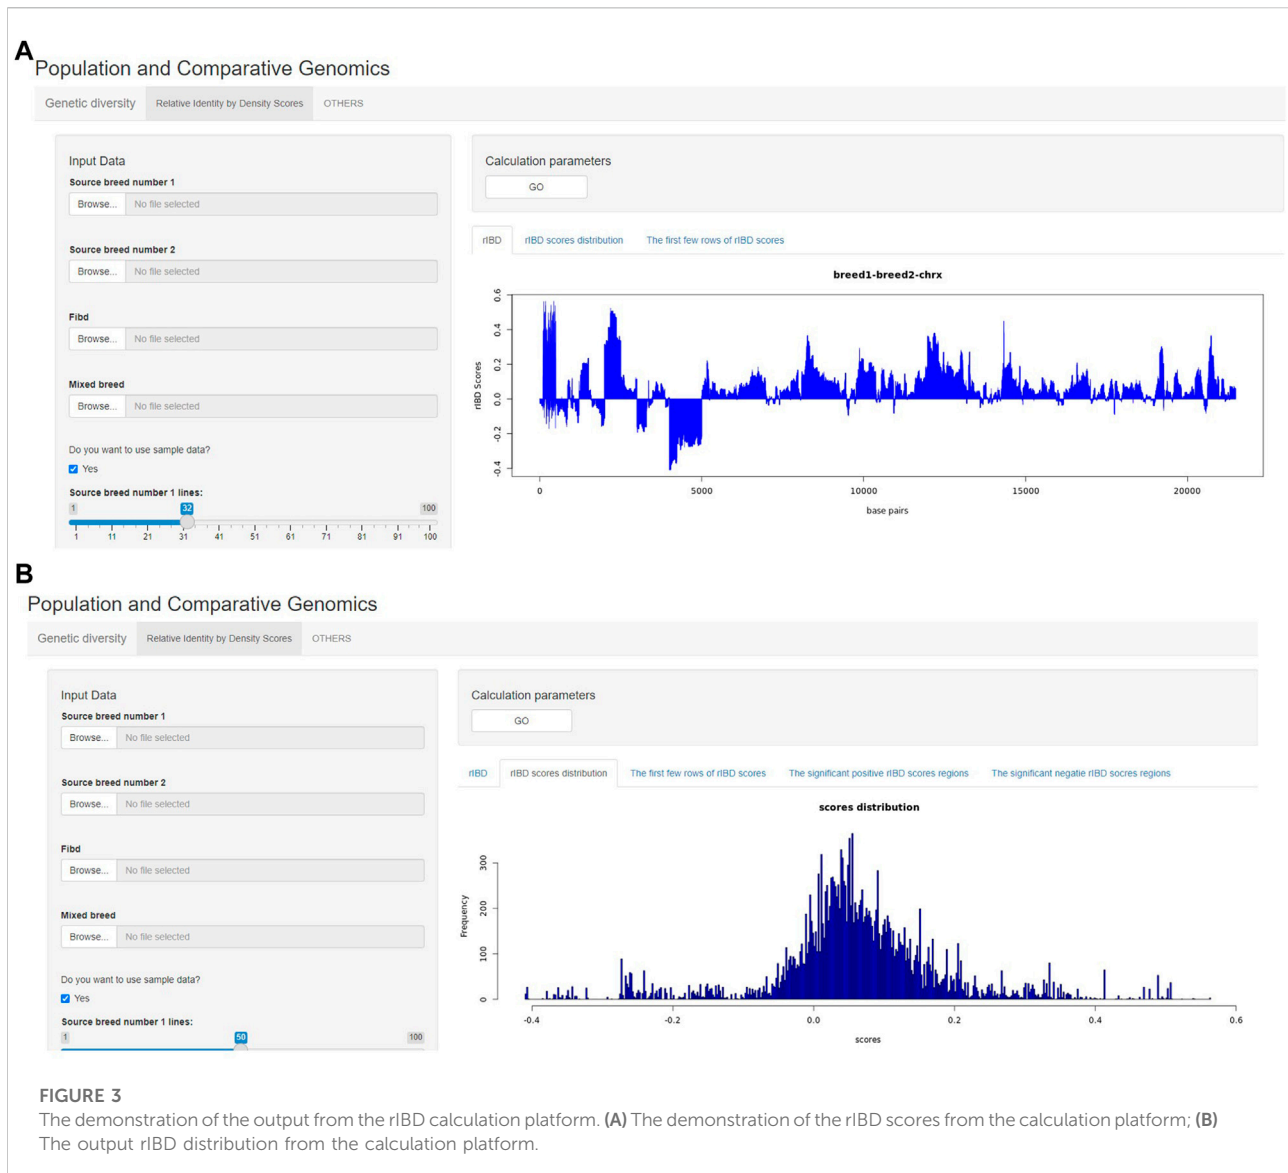 A
Population and Comparative Genomics
Genetic diversity Relative Identity by Density Scores OTHERS
Input Data
Source breed number 1
Browse... No file selected
Source breed number 2
Browse... No file selected
Fibd
Browse... No file selected
Mixed breed
Browse... No file selected
Do you want to use sample data?
Yes
Source breed number 1 lines:
1 32 100
1 11 21 31 41 51 61 71 81 91 100
Calculation parameters
GO
rIBD rIBD scores distribution The first few rows of rIBD scores
breed1-breed2-chrx
rIBD Scores
0.6
0.4
0.2
0.0
-0.2
-0.4
0 5000 10000 15000 20000
base pairs
B
Population and Comparative Genomics
Genetic diversity Relative Identity by Density Scores OTHERS
Input Data
Source breed number 1
Browse... No file selected
Source breed number 2
Browse... No file selected
Fibd
Browse... No file selected
Mixed breed
Browse... No file selected
Do you want to use sample data?
Yes
Source breed number 1 lines:
1 50 100
Calculation parameters
GO
rIBD rIBD scores distribution The first few rows of rIBD scores The significant positive rIBD scores regions The significant negatie rIBD socres regions
scores distribution
Frequency
300
200
100
0
-0.4 -0.2 0.0 0.2 0.4 0.6
scores
FIGURE 3
The demonstration of the output from the rIBD calculation platform. (A) The demonstration of the rIBD scores from the calculation platform; (B)
The output rIBD distribution from the calculation platform.